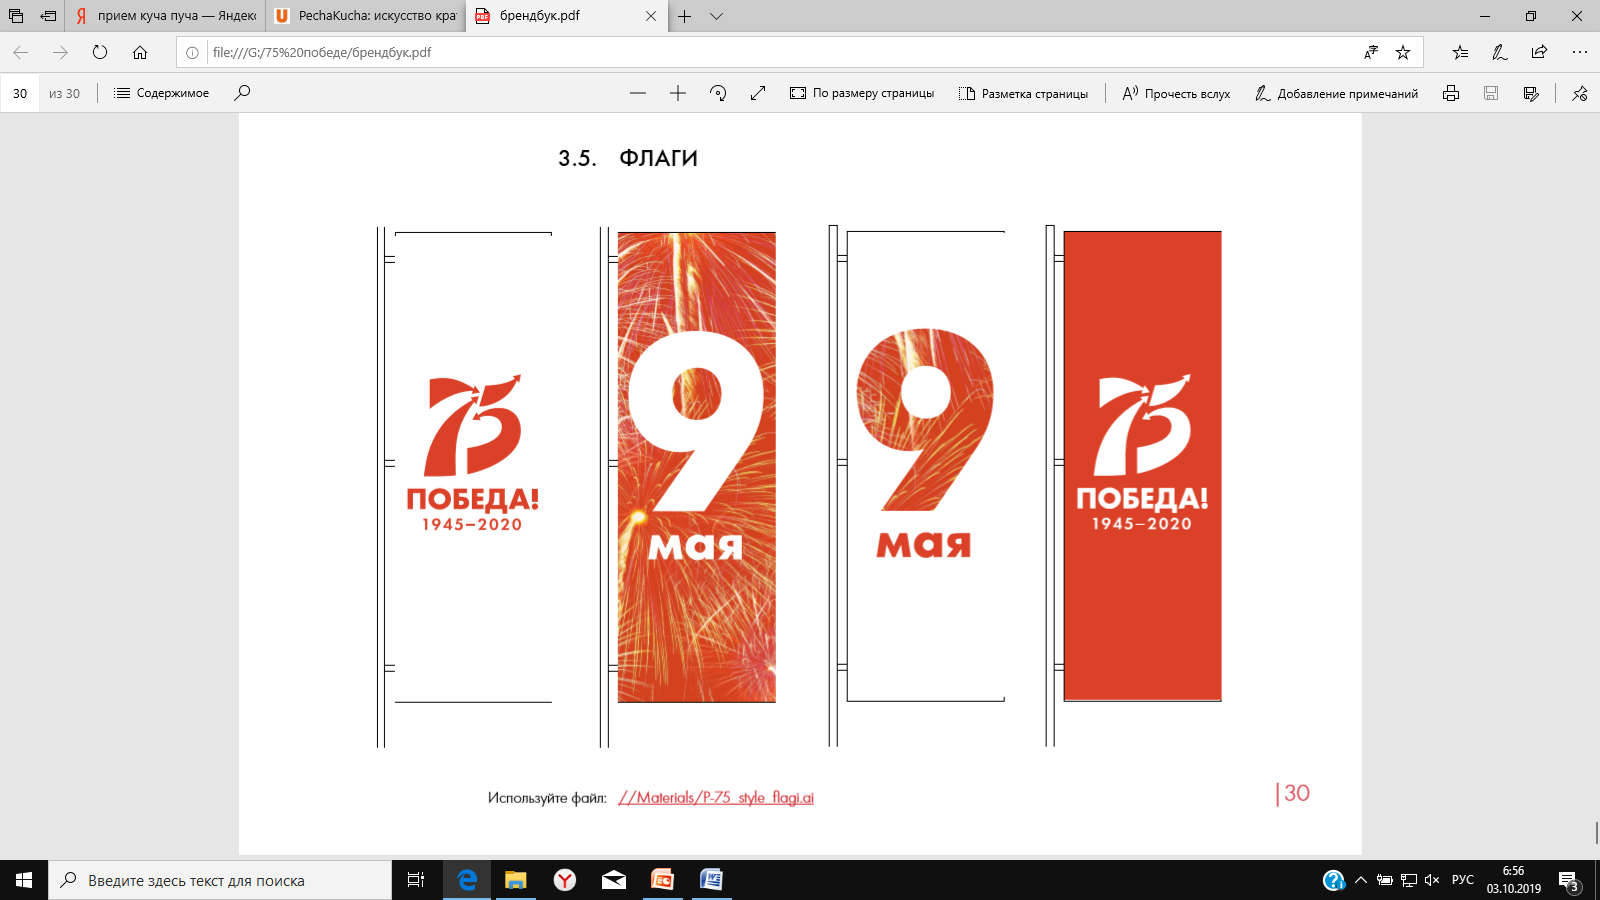 прием куча пуча — Яндекс
PechaKucha: искусство кра
брендбук.pdf
file:///G:/75%20победе/брендбук.pdf
30 из 30
Содержимое
По размеру страницы
Разметка страницы
Прочесть вслух
Добавление примечаний
3.5. ФЛАГИ
75
ПОБЕДА!
1945–2020
9
мая
9
мая
75
ПОБЕДА!
1945–2020
Используйте файл: //Materials/P-75_style_flagi.ai
|30
Введите здесь текст для поиска
РУС
6:56
03.10.2019
3